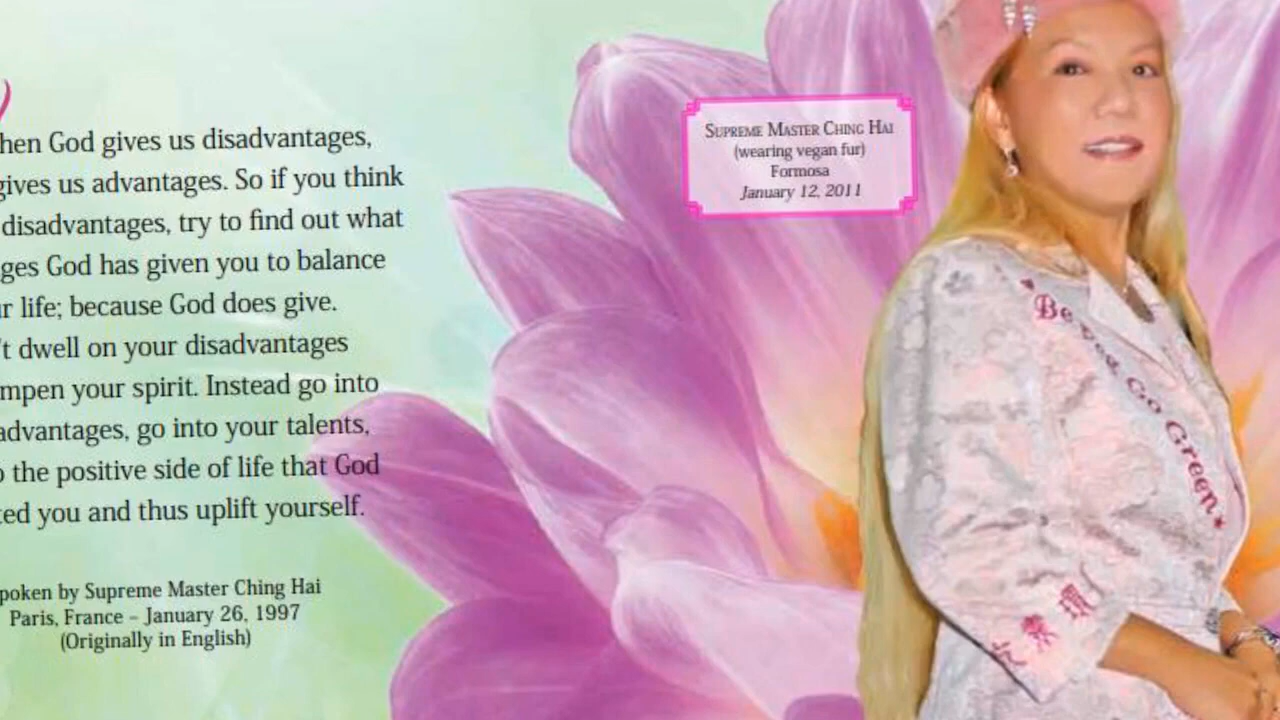 hen God gives us disadvantages,
gives us advantages. So if you think
disadvantages, try to find out what
ges God has given you to balance
r life; because God does give.
't dwell on your disadvantages
mpen your spirit. Instead go into
advantages, go into your talents,
o the positive side of life that God
ted you and thus uplift yourself.
poken by Supreme Master Ching Hai
Paris, France – January 26, 1997
(Originally in English)
SUPREME MASTER CHING HAI
(wearing vegan fur)
Formosa
January 12, 2011
Be Veg Go Green